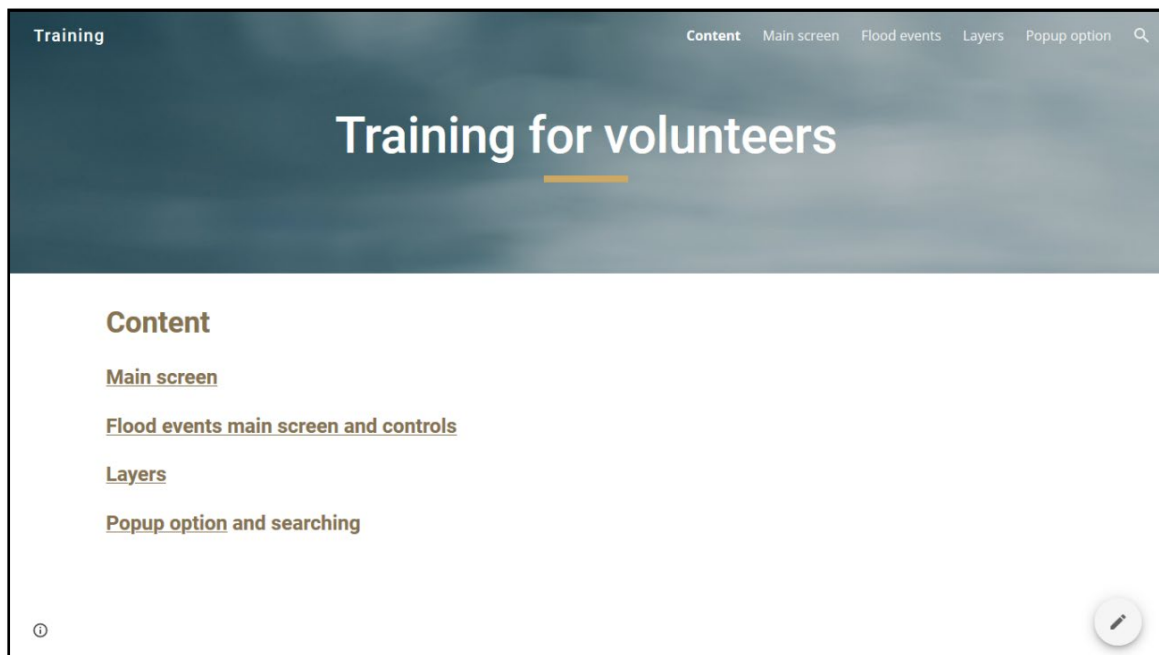 Training
Content Main screen Flood events Layers Popup option
Training for volunteers
Content
Main screen
Flood events main screen and controls
Layers
Popup option and searching